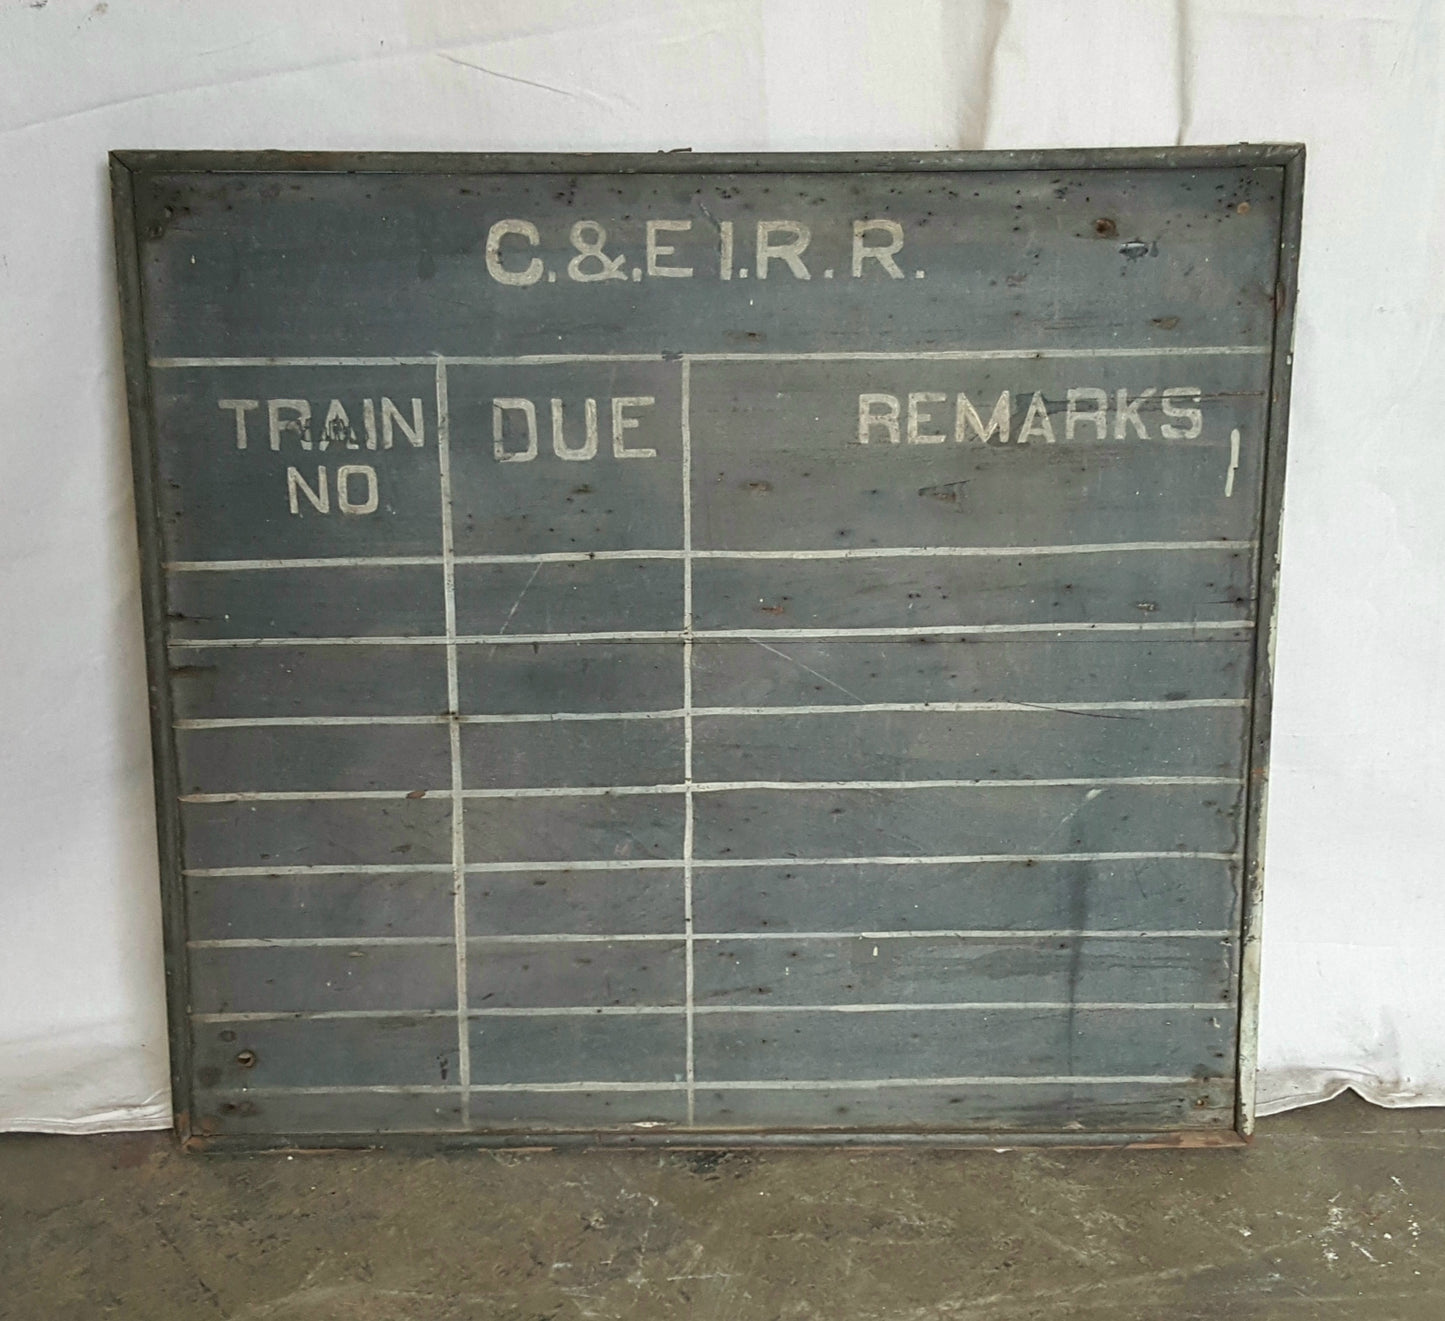 C.&.E I.R.R.
TRAIN DUE REMARKS
NO